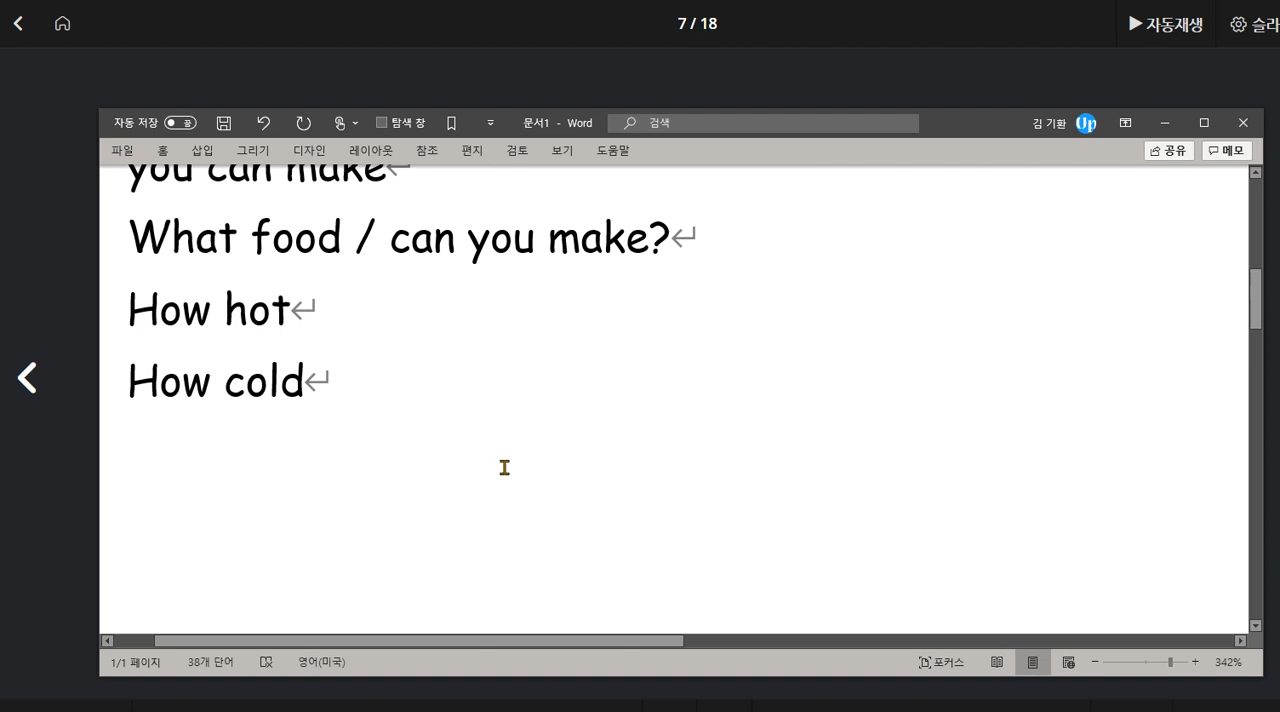 7 / 18
▶ 자동재생
슬라
자동 저장 끔
탐색 창
문서1 - Word
검색
김 기환
Up
파일 홈 삽입 그리기 디자인 레이아웃 참조 편지 검토 보기 도움말
공유
메모
you can make
What food / can you make?
How hot
How cold
1/1 페이지 38개 단어 영어(미국)
포커스
342%